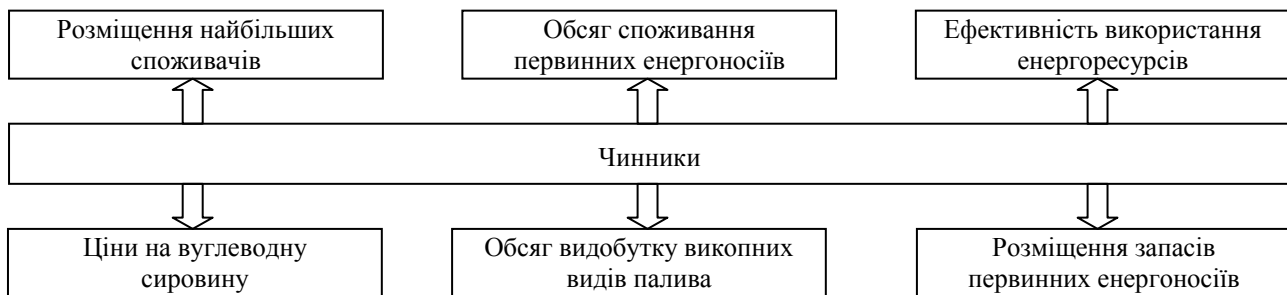 Розміщення найбільших
споживачів
Обсяг споживання
первинних енергоносіїв
Ефективність використання
енергоресурсів
Чинники
Ціни на вуглеводну
сировину
Обсяг видобутку викопних
видів палива
Розміщення запасів
первинних енергоносіїв